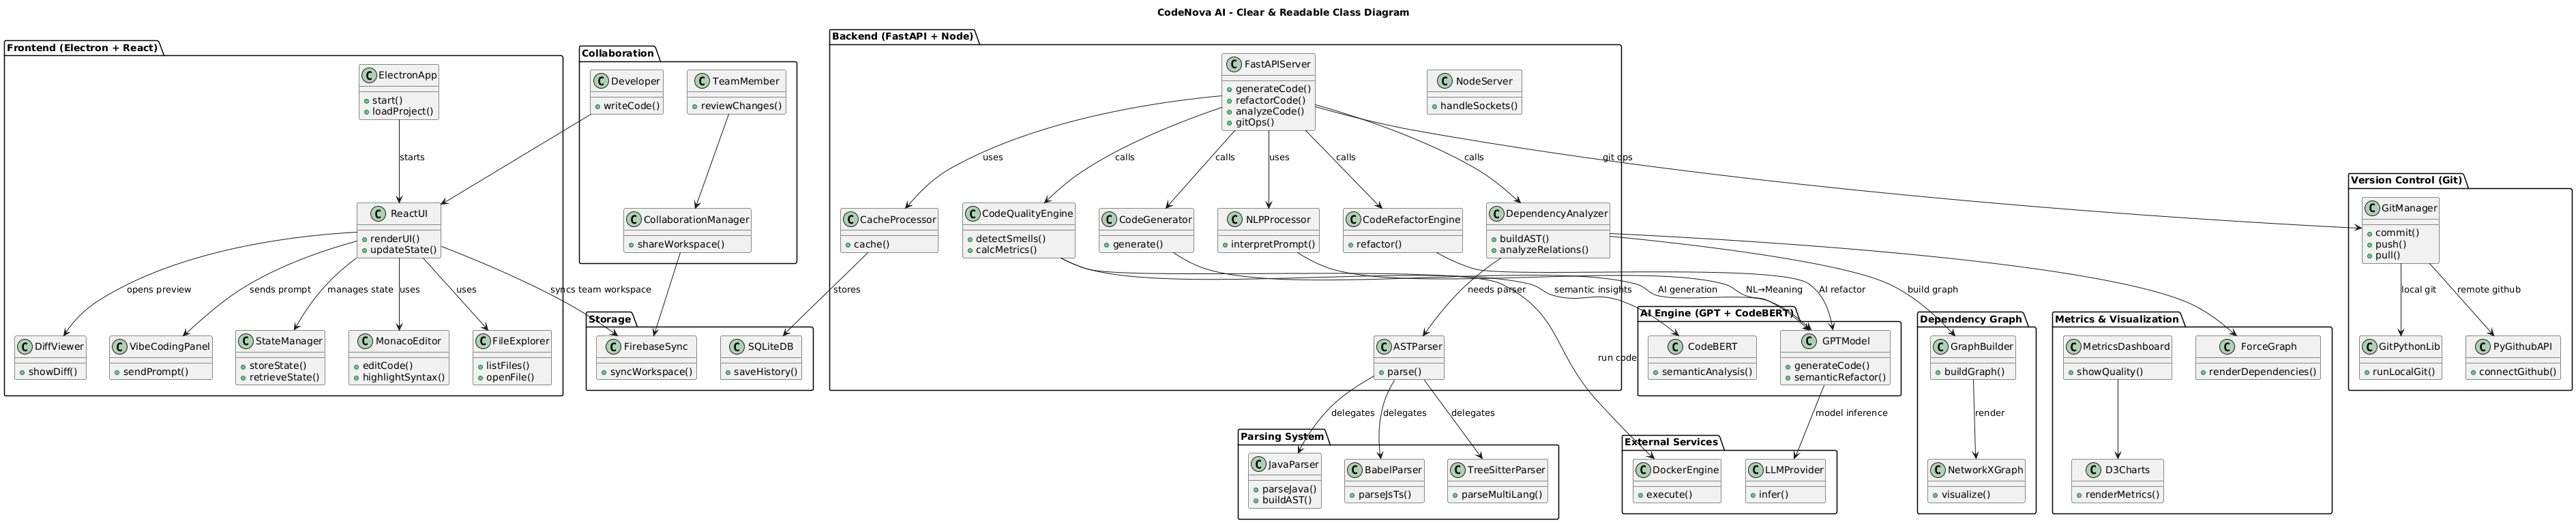 CodeNova AI - Clear & Readable Class Diagram
Frontend (Electron + React)
C ElectronApp
start()
loadProject()
starts
C ReactUI
renderUI()
updateState()
opens preview
sends prompt
manages state
uses
uses
syncs team workspace
C DiffViewer
showDiff()
C VibeCodingPanel
sendPrompt()
C StateManager
storeState()
retrieveState()
C MonacoEditor
editCode()
highlightSyntax()
C FileExplorer
listFiles()
openFile()
Collaboration
C Developer
writeCode()
C TeamMember
reviewChanges()
C CollaborationManager
shareWorkspace()
Storage
C FirebaseSync
syncWorkspace()
C SQLiteDB
saveHistory()
Backend (FastAPI + Node)
C FastAPIServer
generateCode()
refactorCode()
analyzeCode()
gitOps()
C NodeServer
handleSockets()
uses
calls
calls
uses
calls
calls
git ops
C CacheProcessor
cache()
C CodeQualityEngine
detectSmells()
calcMetrics()
C CodeGenerator
generate()
C NLPProcessor
interpretPrompt()
C CodeRefactorEngine
refactor()
C DependencyAnalyzer
buildAST()
analyzeRelations()
stores
needs parser
semantic insights
AI generation
NL→Meaning
AI refactor
build graph
run code
C ASTParser
parse()
delegates
delegates
delegates
Parsing System
C JavaParser
parseJava()
buildAST()
C BabelParser
parseJsTs()
C TreeSitterParser
parseMultiLang()
AI Engine (GPT + CodeBERT)
C CodeBERT
semanticAnalysis()
C GPTModel
generateCode()
semanticRefactor()
model inference
External Services
C DockerEngine
execute()
C LLMProvider
infer()
Dependency Graph
C GraphBuilder
buildGraph()
render
C NetworkXGraph
visualize()
Metrics & Visualization
C MetricsDashboard
showQuality()
C ForceGraph
renderDependencies()
C D3Charts
renderMetrics()
Version Control (Git)
C GitManager
commit()
push()
pull()
local git
remote github
C GitPythonLib
runLocalGit()
C PyGithubAPI
connectGithub()